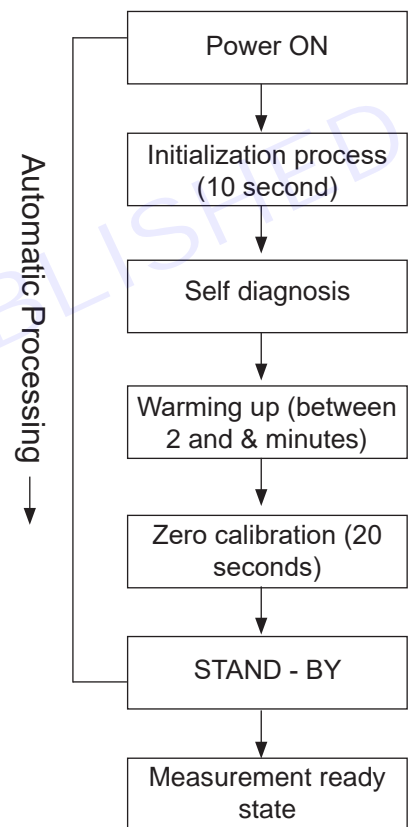 Power ON
Initialization process
(10 second)
Self diagnosis
Warming up (between
2 and & minutes)
Zero calibration (20
seconds)
STAND - BY
Measurement ready
state
Automatic Processing
BLISHED